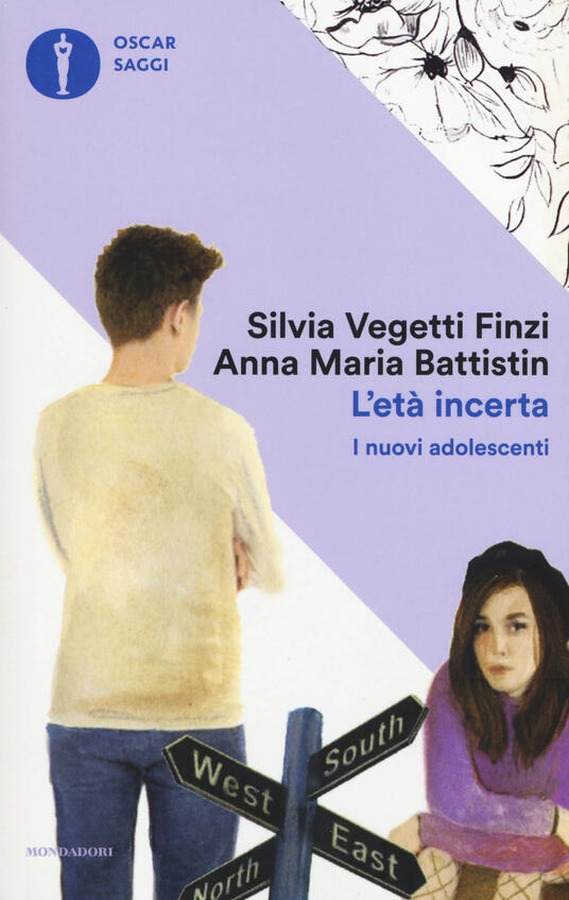 OSCAR
SAGGI
Silvia Vegetti Finzi
Anna Maria Battistin
L'età incerta
I nuovi adolescenti
South
West
East
North
MONDADORI